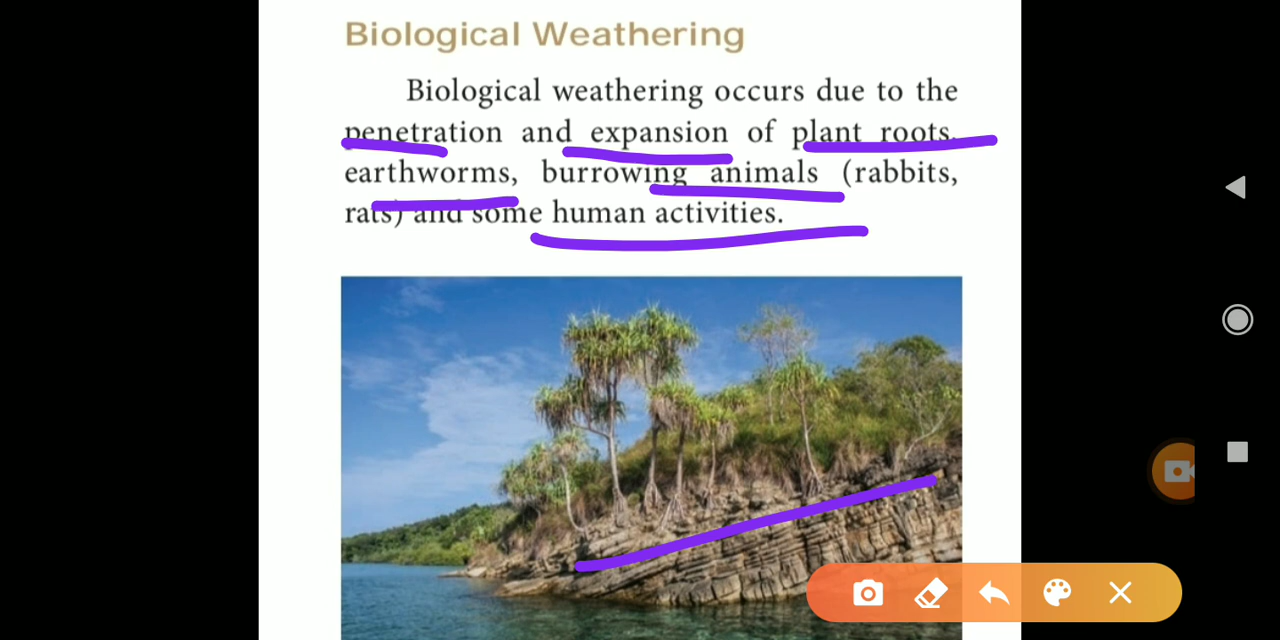 Biological Weathering
Biological weathering occurs due to the
penetration and expansion of plant roots,
earthworms, burrowing animals (rabbits,
rats) and some human activities.